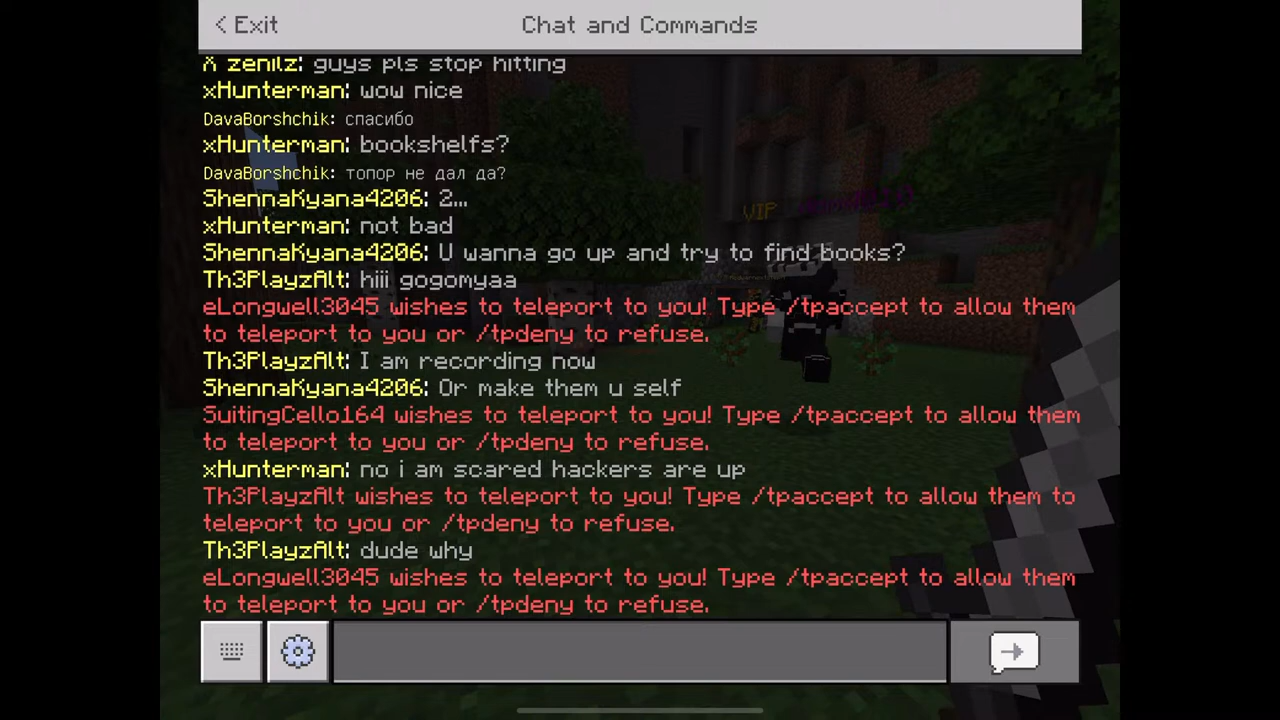 < Exit
Chat and Commands
X zenilz: guys pls stop hitting
xHunterman: wow nice
DavaBorshchik: спасибо
xHunterman: bookshelfs?
DavaBorshchik: топор не дал да?
ShennaKyana4206: 2...
xHunterman: not bad
ShennaKyana4206: U wanna go up and try to find books?
Th3PlayzAlt: hiii gogomyaa
eLongwell3045 wishes to teleport to you! Type /tpaccept to allow them
to teleport to you or /tpdeny to refuse.
Th3PlayzAlt: I am recording now
ShennaKyana4206: Or make them u self
SuitingCello164 wishes to teleport to you! Type /tpaccept to allow them
to teleport to you or /tpdeny to refuse.
xHunterman: no i am scared hackers are up
Th3PlayzAlt wishes to teleport to you! Type /tpaccept to allow them to
teleport to you or /tpdeny to refuse.
Th3PlayzAlt: dude why
eLongwell3045 wishes to teleport to you! Type /tpaccept to allow them
to teleport to you or /tpdeny to refuse.
VIP